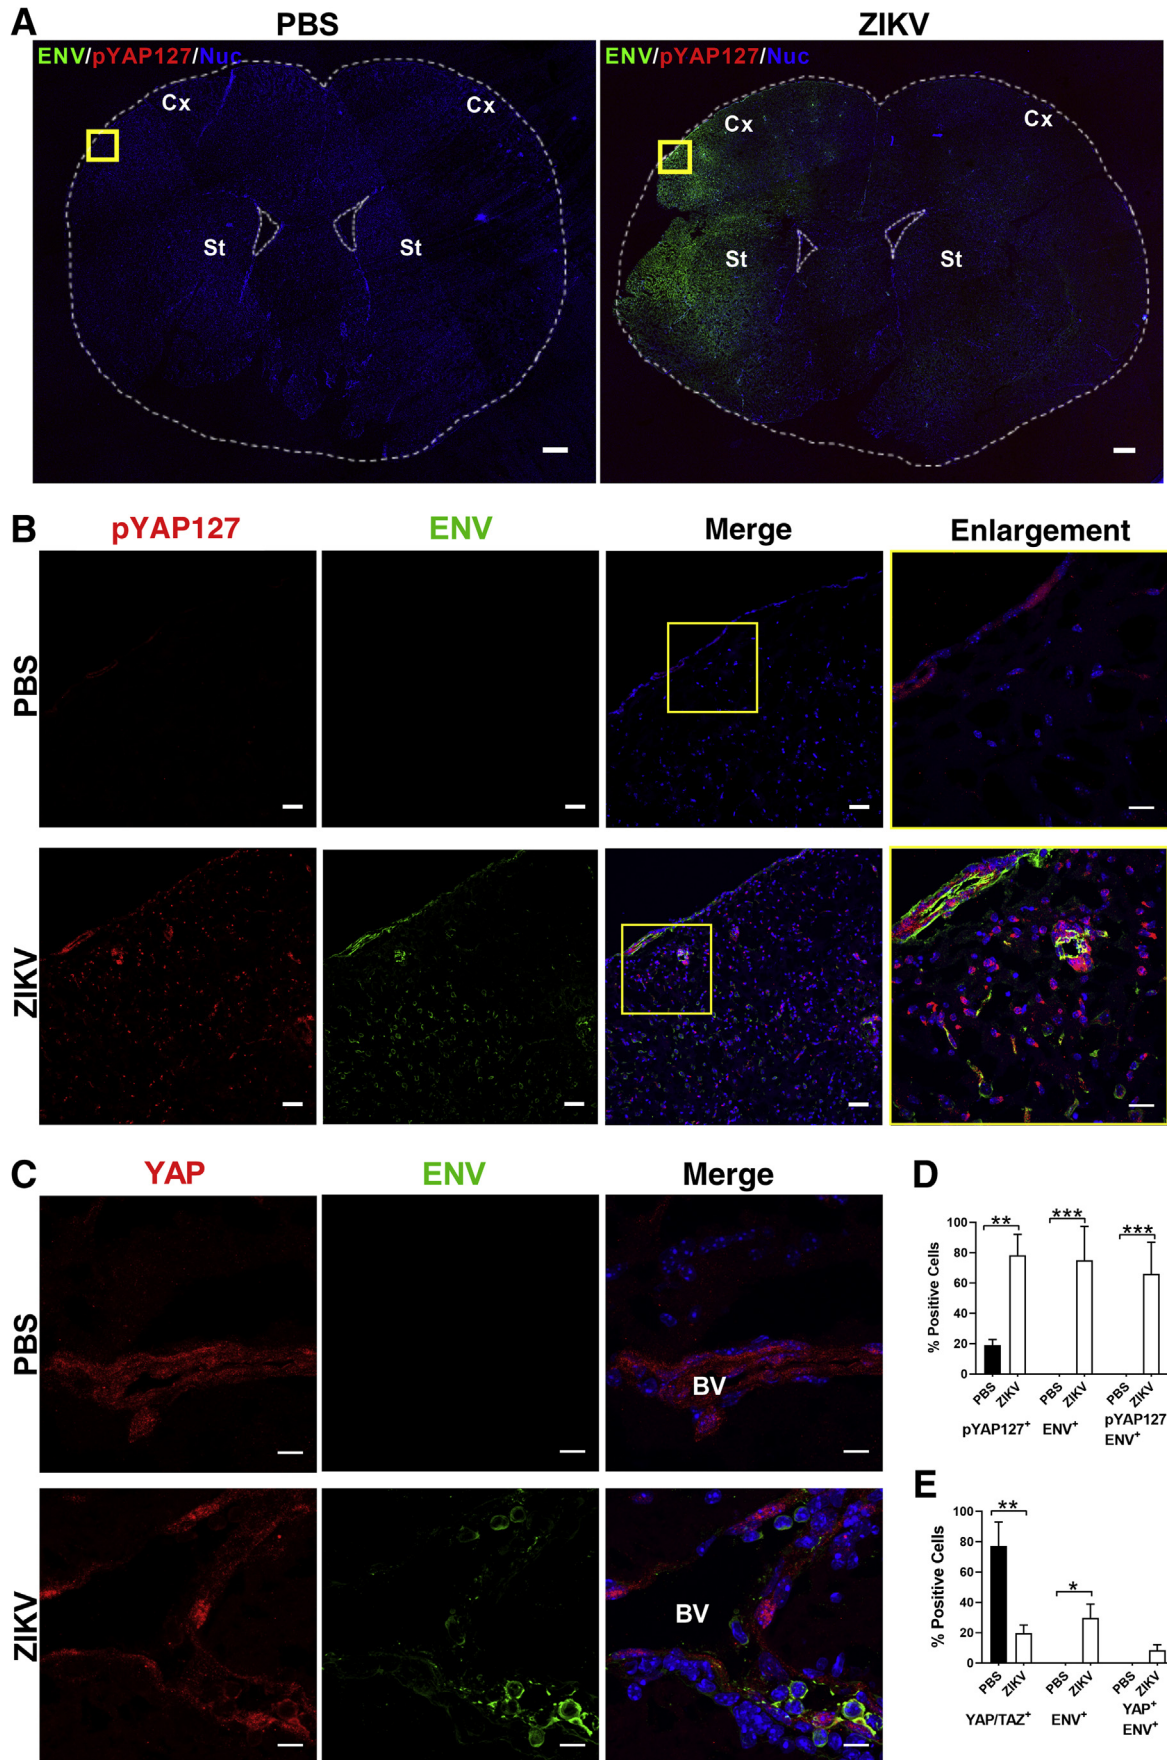 A
PBS
ZIKV
ENV/pYAP127/Nuc
ENV/pYAP127/Nuc
Cx
Cx
Cx
Cx
St
St
St
St
B
pYAP127
ENV
Merge
Enlargement
PBS
ZIKV
C
YAP
ENV
Merge
PBS
BV
ZIKV
BV
D
% Positive Cells
100
80
60
40
20
0
**
***
***
PBS
ZIKV
PBS
ZIKV
PBS
ZIKV
pYAP127⁺
ENV⁺
pYAP127
ENV⁺
E
% Positive Cells
100
80
60
40
20
0
**
*
PBS
ZIKV
PBS
ZIKV
PBS
ZIKV
YAP/TAZ⁺
ENV⁺
YAP⁺
ENV⁺